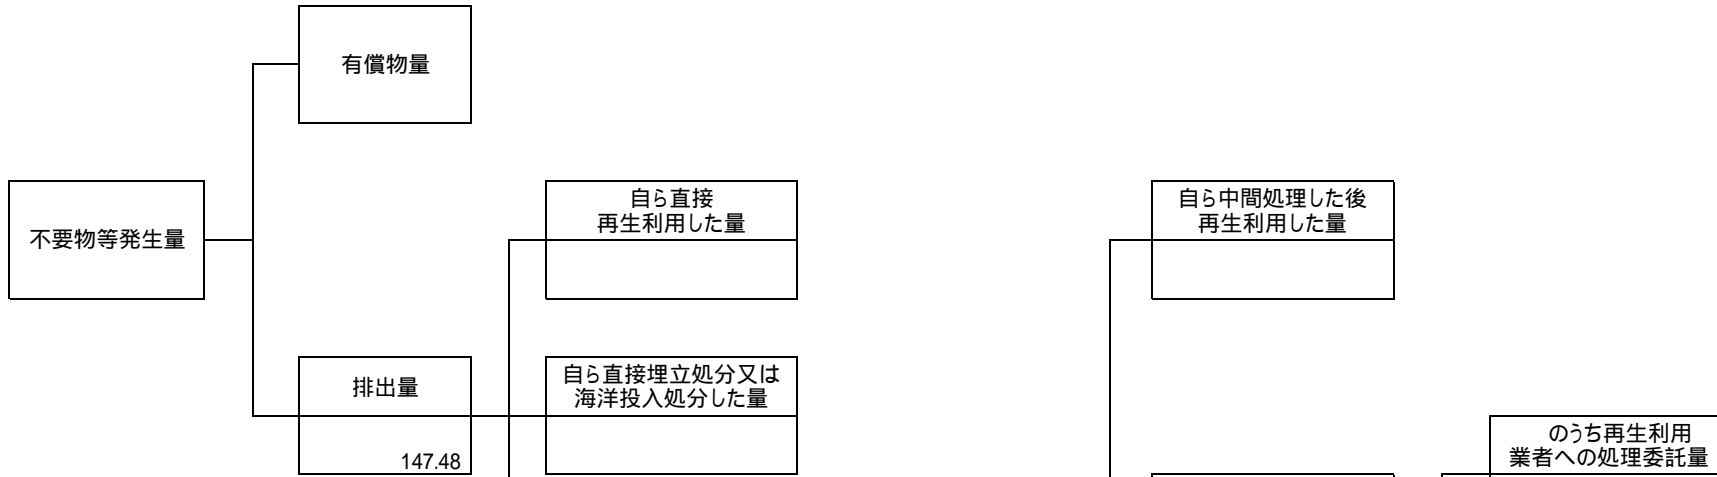 有償物量
不要物等発生量
自ら直接
再生利用した量
自ら中間処理した後
再生利用した量
排出量
147.48
自ら直接埋立処分又は
海洋投入処分した量
のうち再生利用
業者への処理委託量